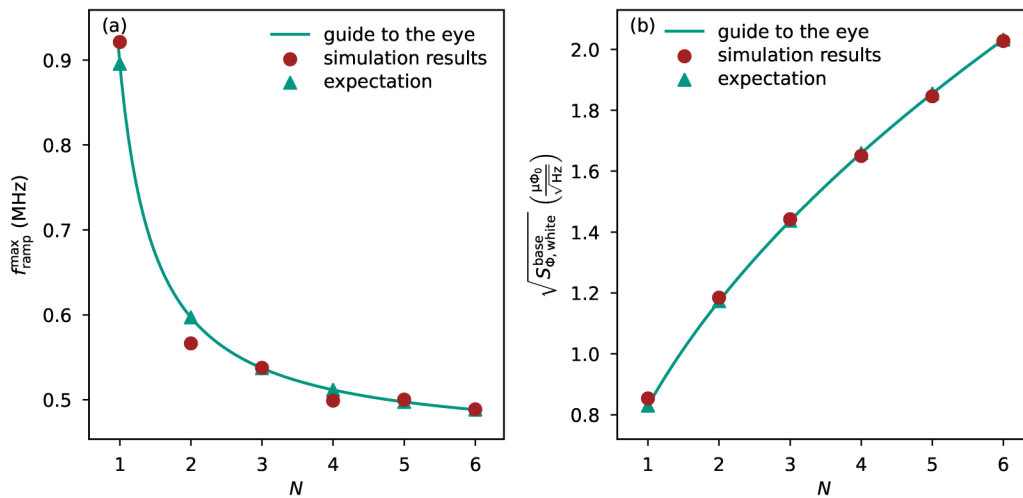 (a)
guide to the eye
simulation results
expectation
0.9
0.8
0.7
0.6
0.5
f_ramp^max (MHz)
1 2 3 4 5 6
N
(b)
guide to the eye
simulation results
expectation
2.0
1.8
1.6
1.4
1.2
1.0
0.8
√S_Φ,white^base (μΦ₀/√Hz)
1 2 3 4 5 6
N